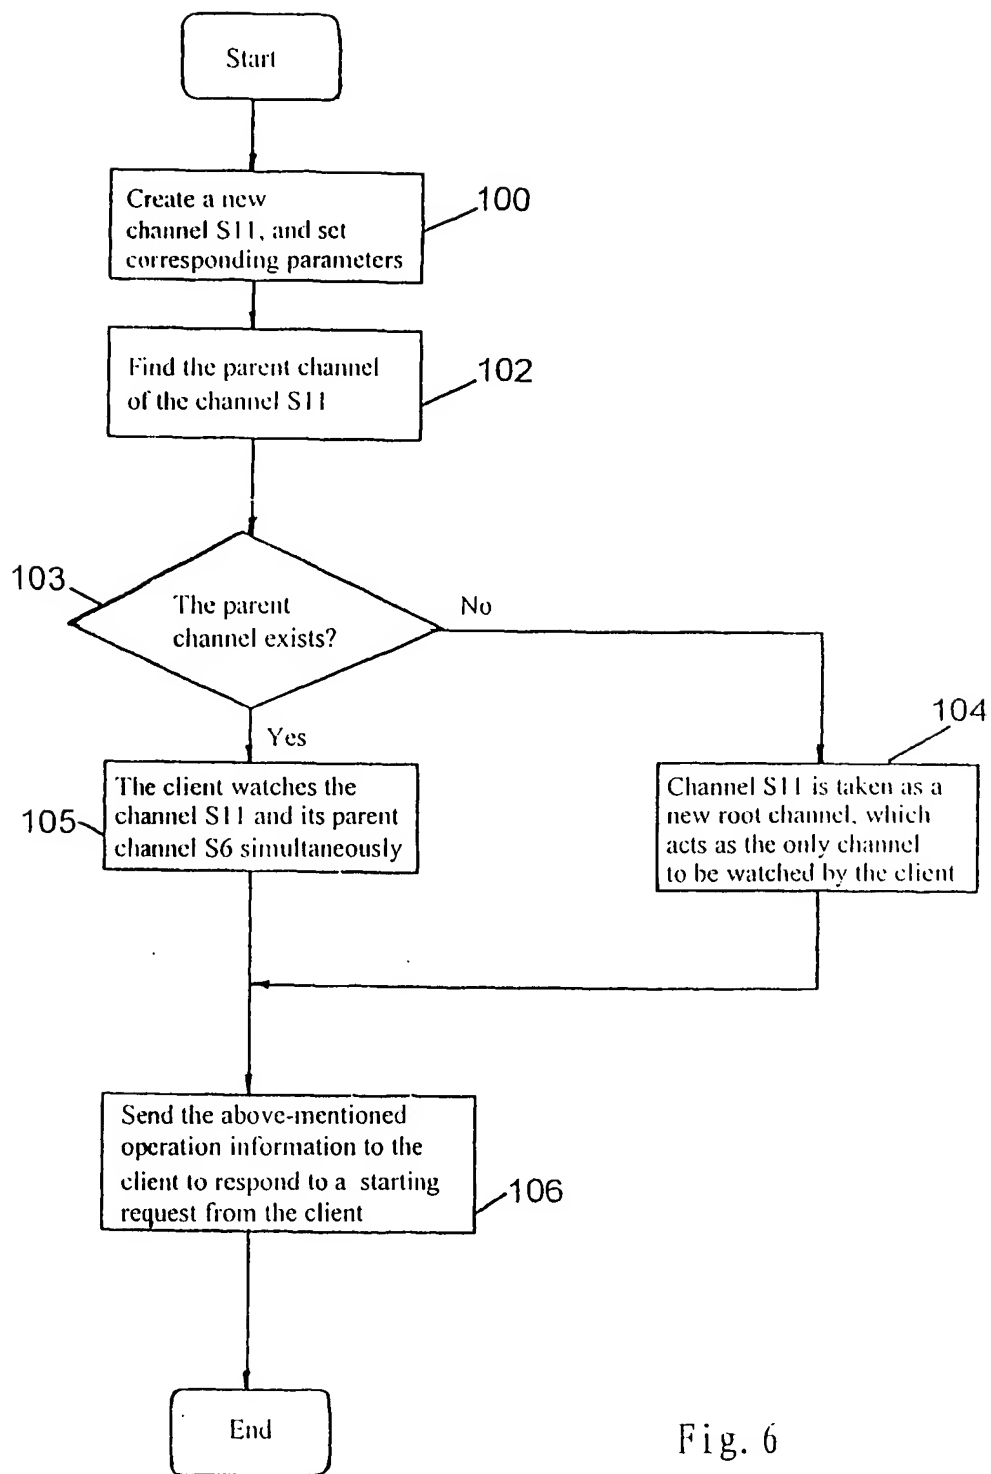 Start
Create a new
channel S11, and set
corresponding parameters
100
Find the parent channel
of the channel S11
102
103
The parent
channel exists?
No
Yes
104
The client watches the
channel S11 and its parent
channel S6 simultaneously
105
Channel S11 is taken as a
new root channel, which
acts as the only channel
to be watched by the client
Send the above-mentioned
operation information to the
client to respond to a starting
request from the client
106
End
Fig. 6